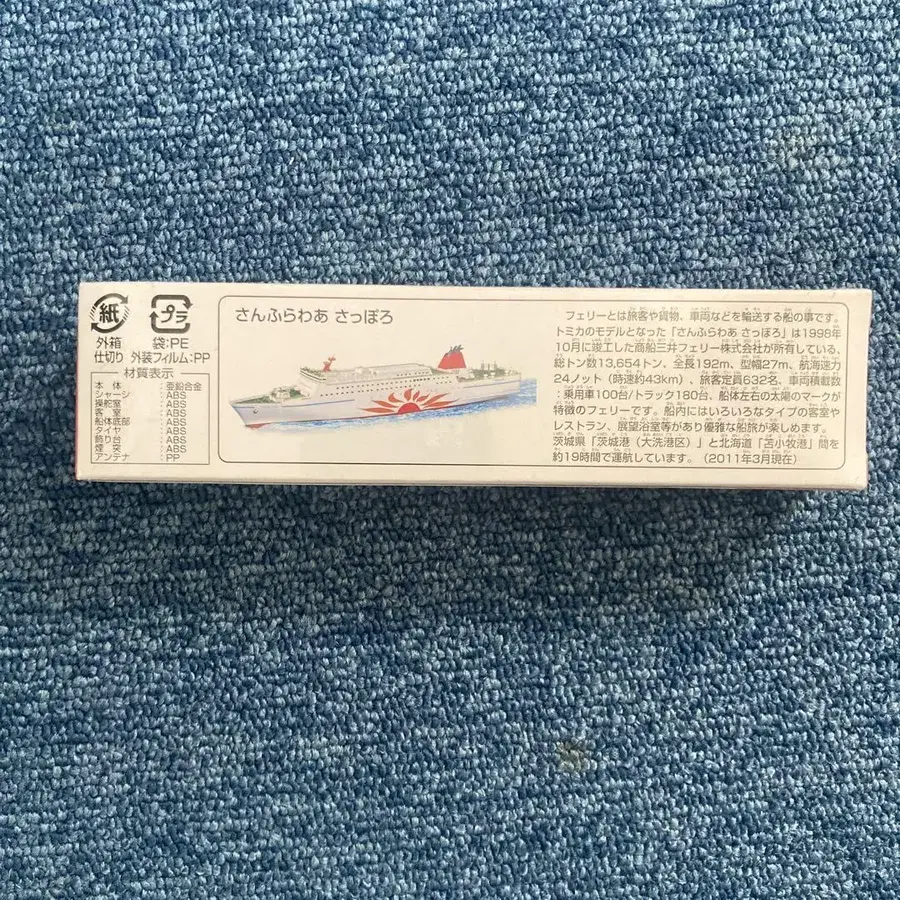 紙
プラ
外箱
仕切り
袋:PE
外装フィルム:PP
材質表示
本体:亜鉛合金
シャーシ:ABS
操舵室:ABS
客室:ABS
船体底部:ABS
タイヤ:ABS
飾り台:ABS
煙突:ABS
アンテナ:PP
さんふらわあ さっぽろ
フェリーとは旅客や貨物、車両などを輸送する船の事です。
トミカのモデルとなった「さんふらわあ さっぽろ」は1998年
10月に竣工した商船三井フェリー株式会社が所有している、
総トン数13,654トン、全長192m、型幅27m、航海速力
24ノット(時速約43km)、旅客定員632名、車両積載数
:乗用車100台/トラック180台、船体左右の太陽のマークが
特徴のフェリーです。船内にはいろいろなタイプの客室や
レストラン、展望浴室等があり優雅な船旅が楽しめます。
茨城県「茨城港(大洗港区)」と北海道「苫小牧港」間を
約19時間で運航しています。(2011年3月現在)